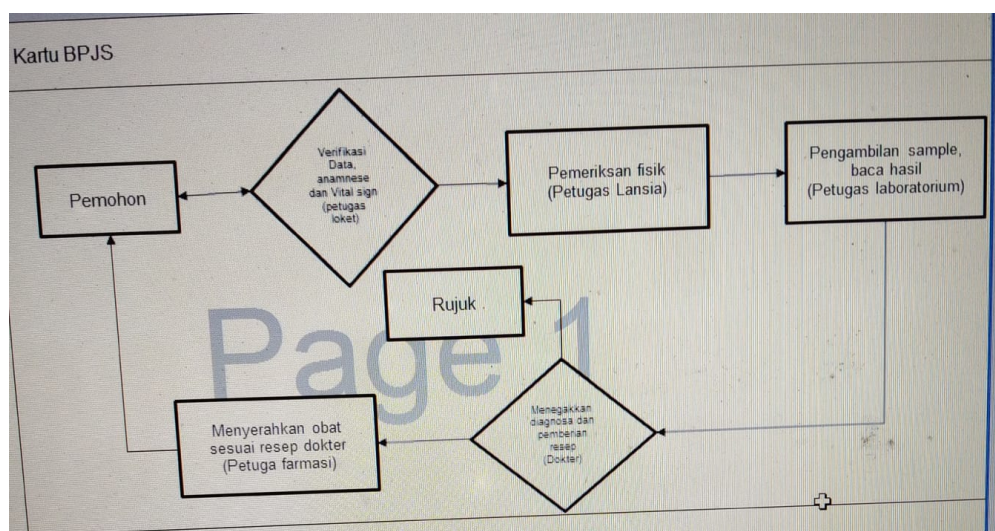 Kartu BPJS
Pemohon
Verifikasi
Data,
anamnese
dan Vital sign
(petugas
loket)
Pemeriksan fisik
(Petugas Lansia)
Pengambilan sample,
baca hasil
(Petugas laboratorium)
Rujuk
Page 1
Menyerahkan obat
sesuai resep dokter
(Petuga farmasi)
Menegakkan
diagnosa dan
pemberian
resep
(Dokter)